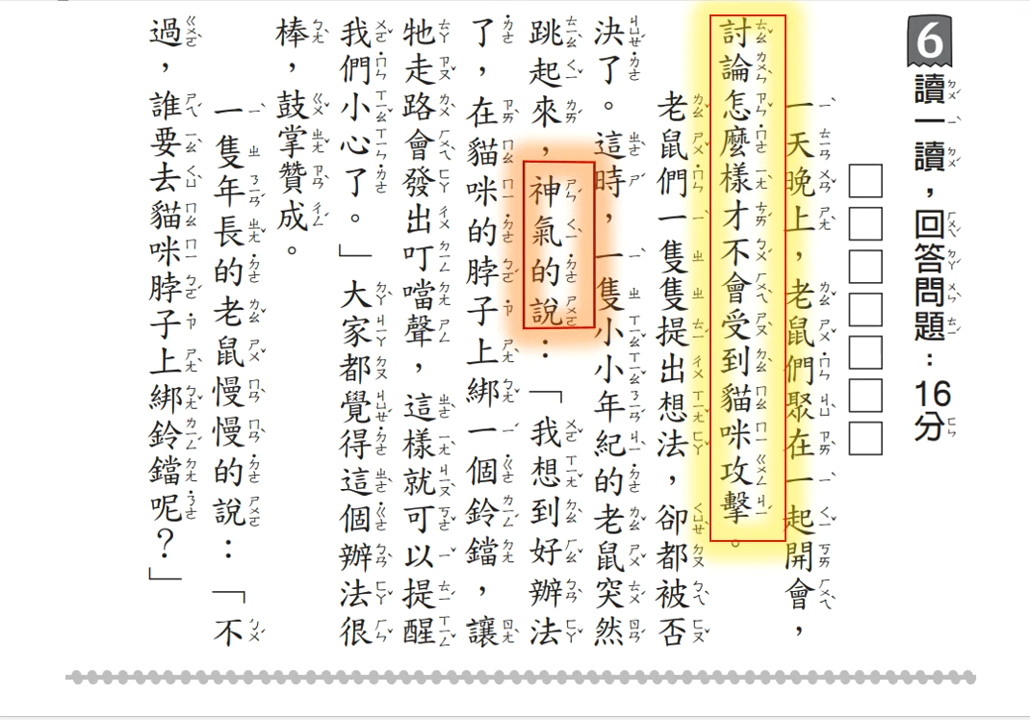 6 讀一讀，回答問題：16分
一天晚上，老鼠們聚在一起開會，
討論怎麼樣才不會受到貓咪攻擊。
老鼠們一隻隻提出想法，卻都被否
決了。這時，一隻小小年紀的老鼠突然
跳起來，神氣的說：「我想到好辦法
了，在貓咪的脖子上綁一個鈴鐺，讓
牠走路會發出叮噹聲，這樣就可以提醒
我們小心了。」大家都覺得這個辦法很
棒，鼓掌贊成。
一隻年長的老鼠慢慢的說：「不
過，誰要去貓咪脖子上綁鈴鐺呢？」